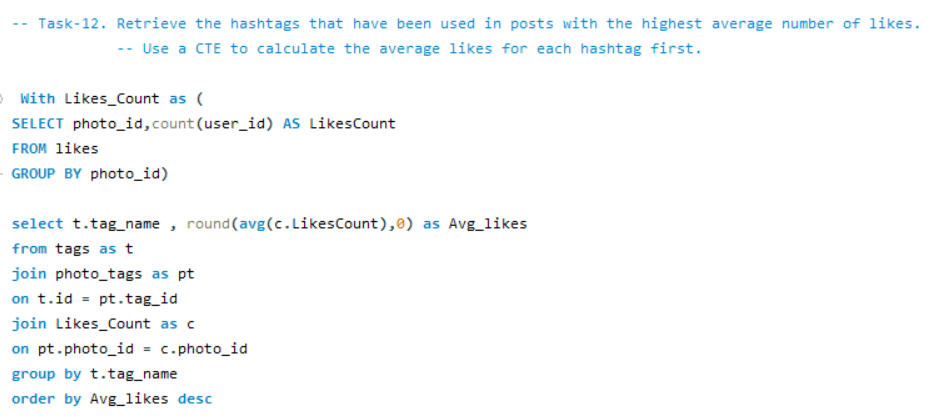 -- Task-12. Retrieve the hashtags that have been used in posts with the highest average number of likes.
-- Use a CTE to calculate the average likes for each hashtag first.
With Likes_Count as (
SELECT photo_id,count(user_id) AS LikesCount
FROM likes
GROUP BY photo_id)
select t.tag_name , round(avg(c.LikesCount),0) as Avg_likes
from tags as t
join photo_tags as pt
on t.id = pt.tag_id
join Likes_Count as c
on pt.photo_id = c.photo_id
group by t.tag_name
order by Avg_likes desc